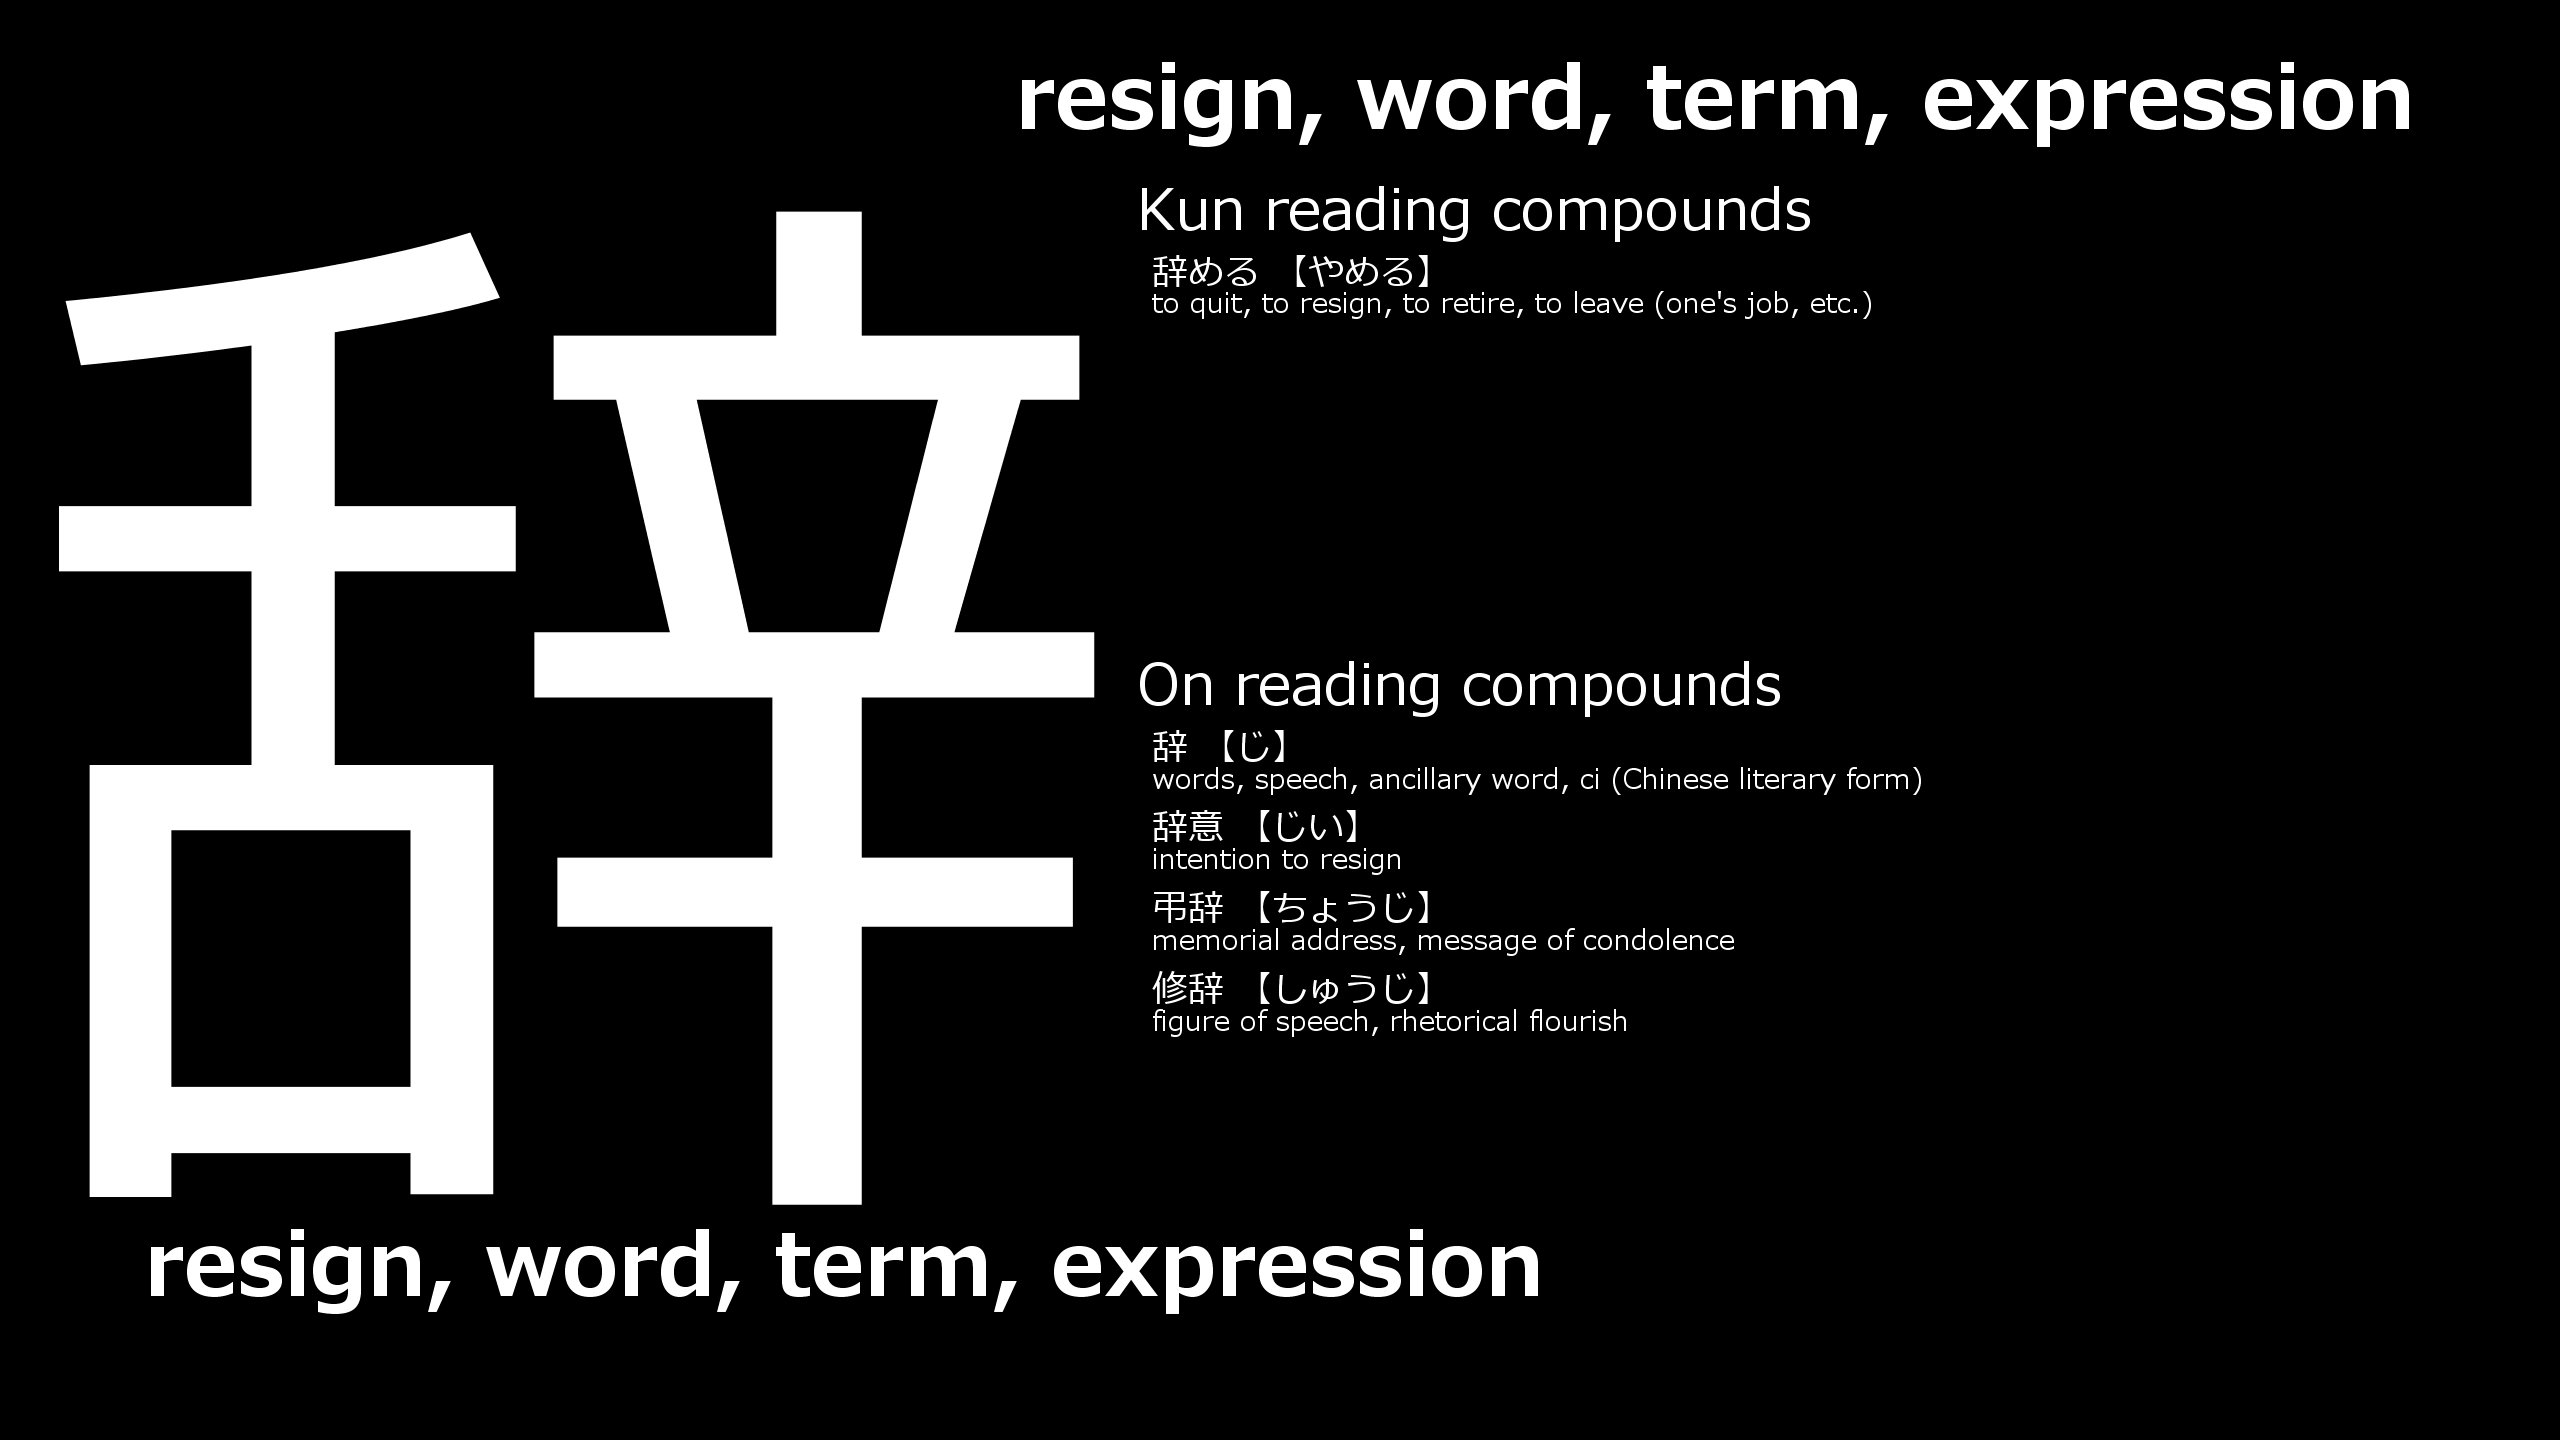 resign, word, term, expression
辞
Kun reading compounds
辞める 【やめる】
to quit, to resign, to retire, to leave (one's job, etc.)
On reading compounds
辞 【じ】
words, speech, ancillary word, ci (Chinese literary form)
辞意 【じい】
intention to resign
弔辞 【ちょうじ】
memorial address, message of condolence
修辞 【しゅうじ】
figure of speech, rhetorical flourish
resign, word, term, expression